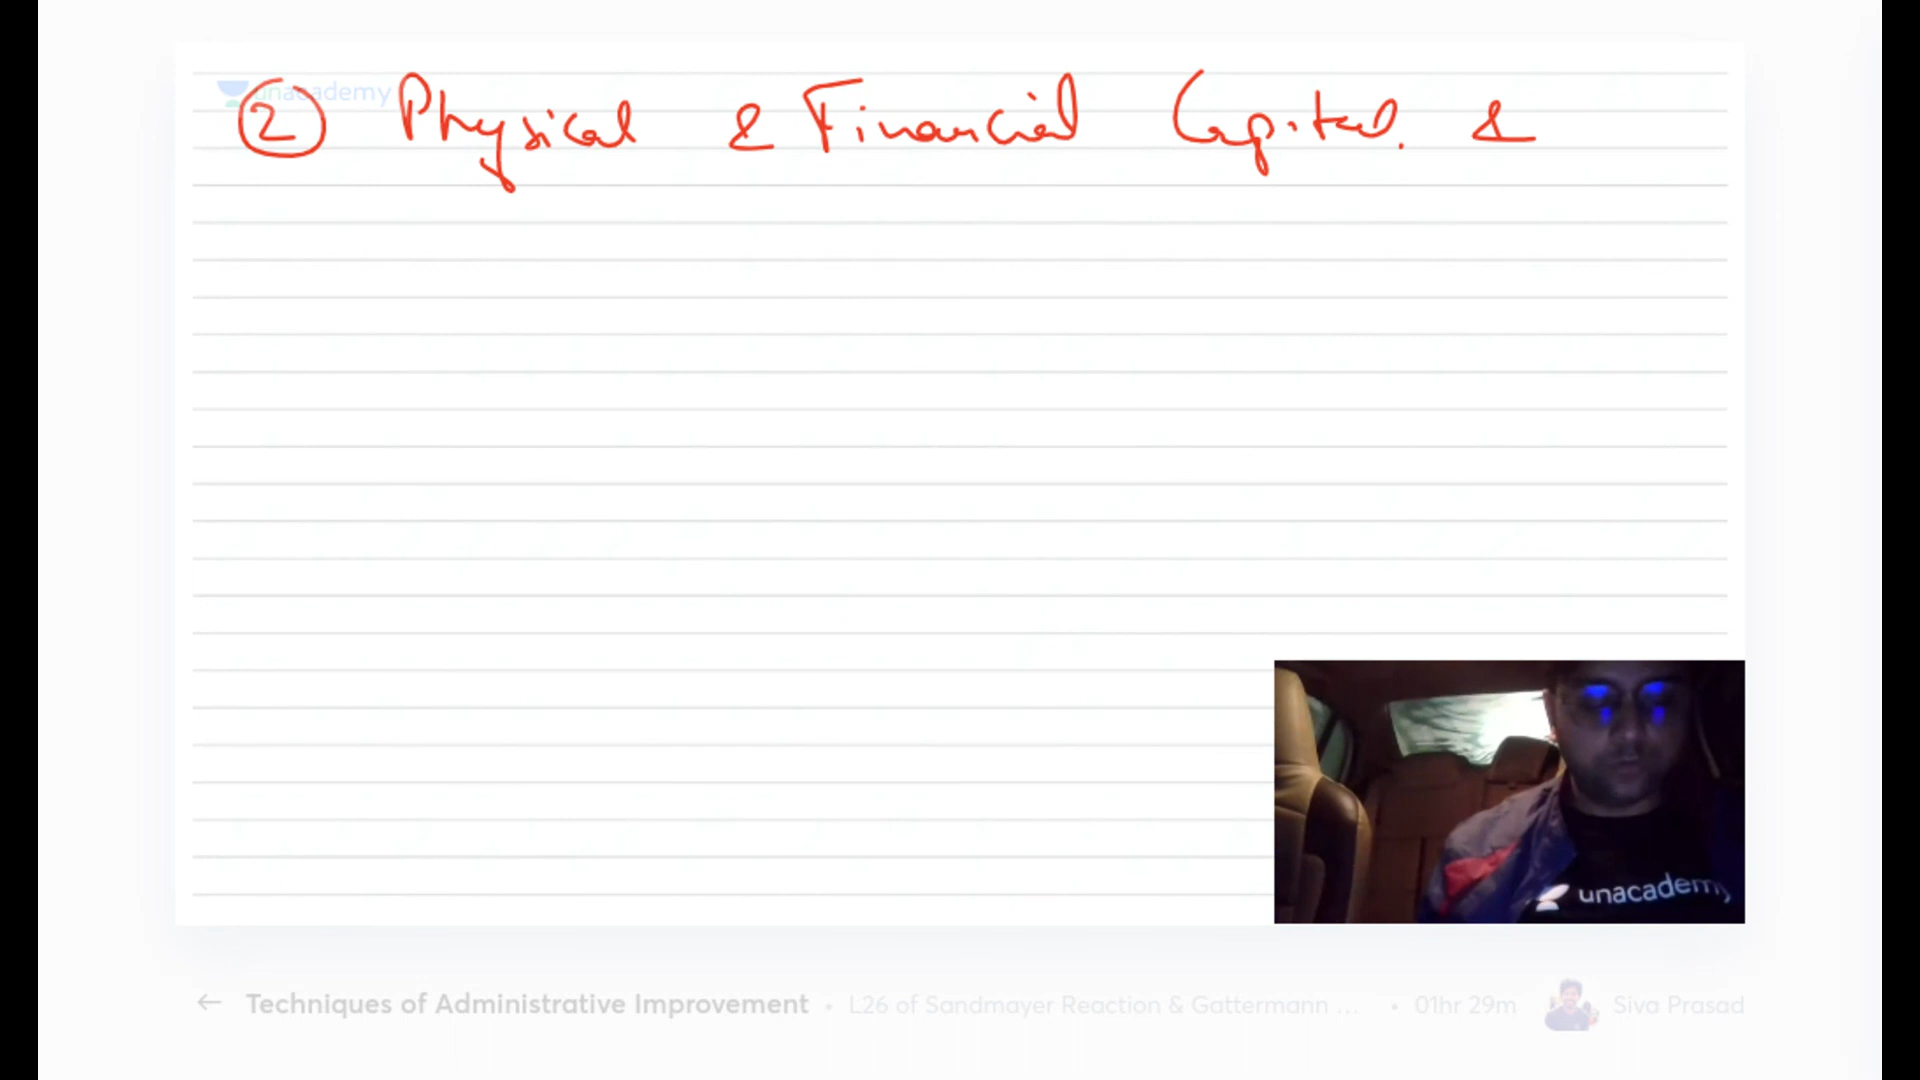 unacademy
② Physical & Financial Capital. &
unacademy
← Techniques of Administrative Improvement • L26 of Sandmayer Reaction & Gattermann ... • 01hr 29m Siva Prasad